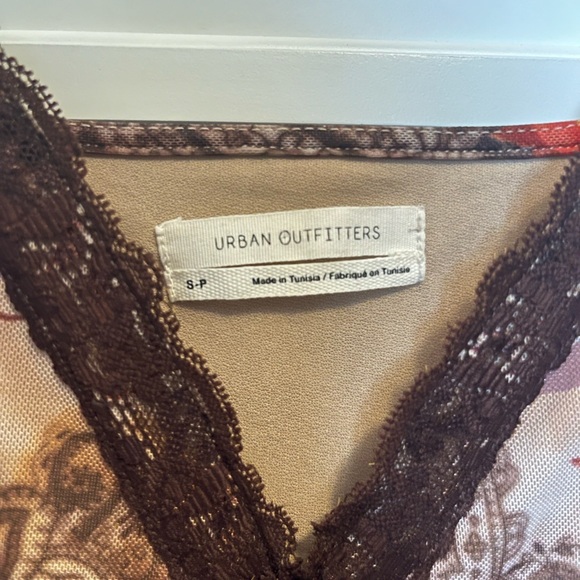 URBAN OUTFITTERS
S-P Made in Tunisia / Fabriqué en Tunisie